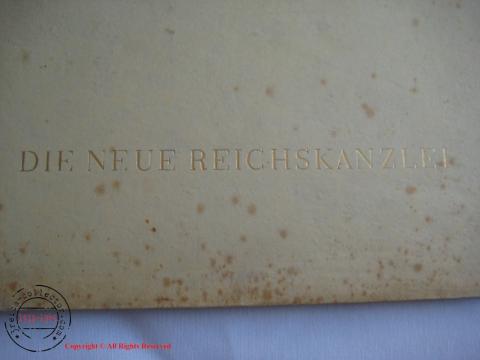 DIE NEUE REICHSKANZLEI
Copyright © All Rights Reserved